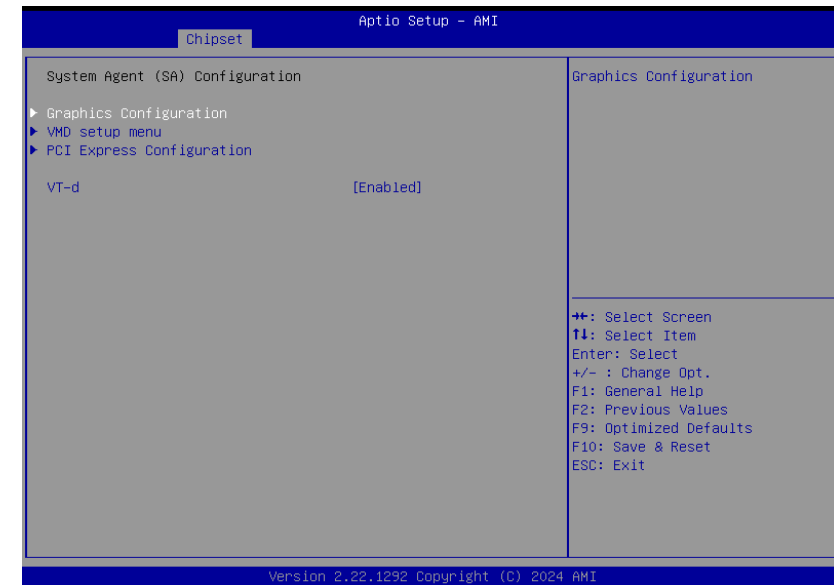 Aptio Setup – AMI
Chipset
System Agent (SA) Configuration
Graphics Configuration
VMD setup menu
PCI Express Configuration
VT-d [Enabled]
Graphics Configuration
→←: Select Screen
↑↓: Select Item
Enter: Select
+/- : Change Opt.
F1: General Help
F2: Previous Values
F9: Optimized Defaults
F10: Save & Reset
ESC: Exit
Version 2.22.1292 Copyright (C) 2024 AMI